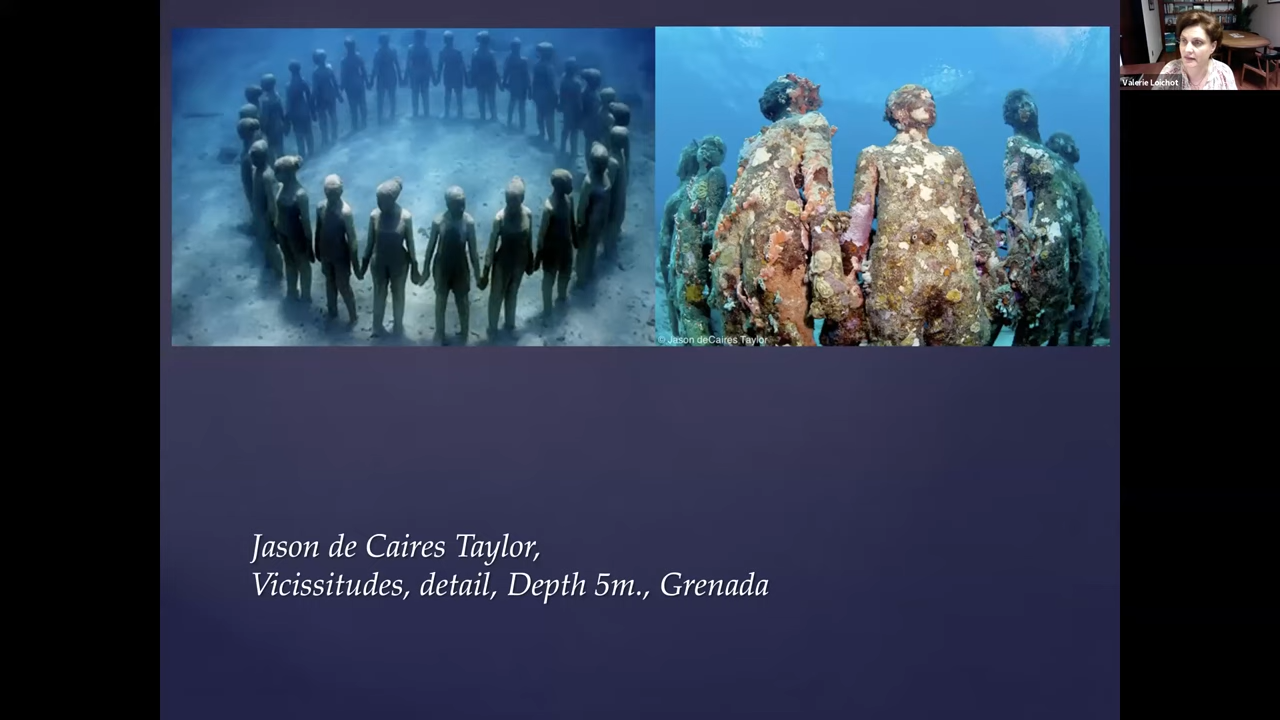 Valerie Loichot
© Jason deCaires Taylor
Jason de Caires Taylor,
Vicissitudes, detail, Depth 5m., Grenada